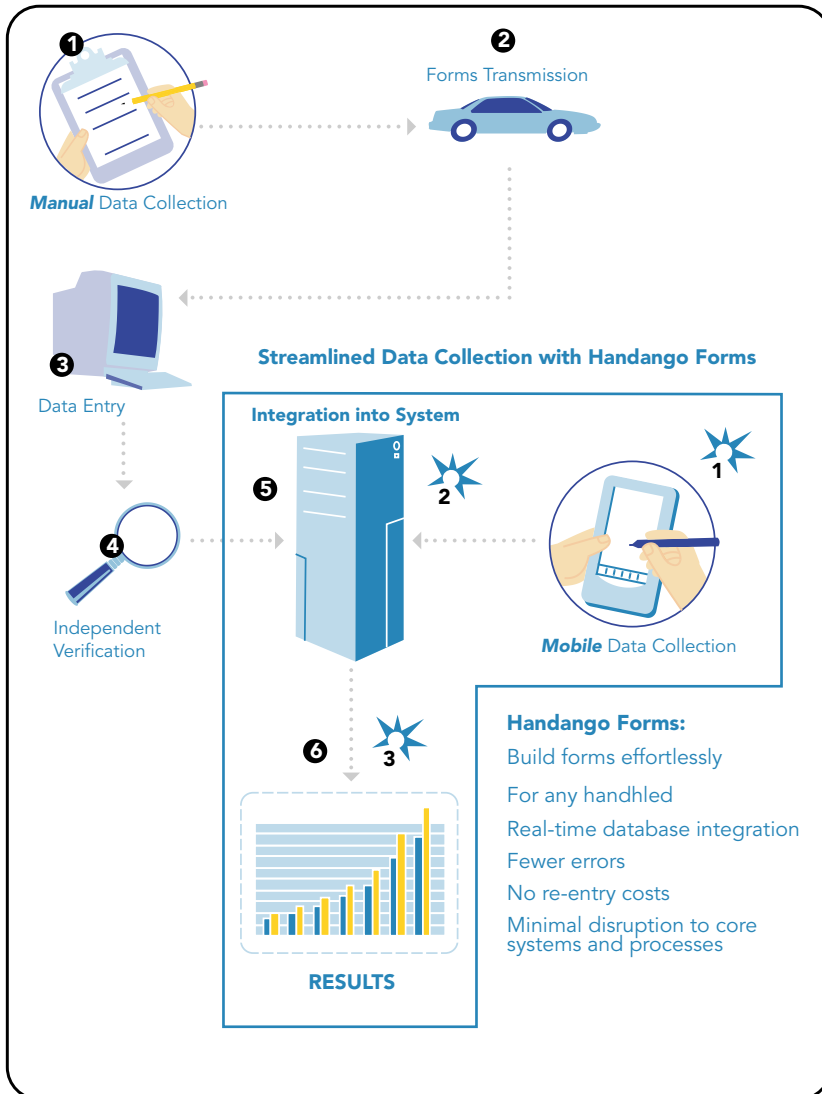 1
2
Forms Transmission
Manual Data Collection
3
Data Entry
Streamlined Data Collection with Handango Forms
Integration into System
1
5
2
4
Independent
Verification
Mobile Data Collection
6
3
Handango Forms:
Build forms effortlessly
For any handhled
Real-time database integration
Fewer errors
No re-entry costs
Minimal disruption to core
systems and processes
RESULTS